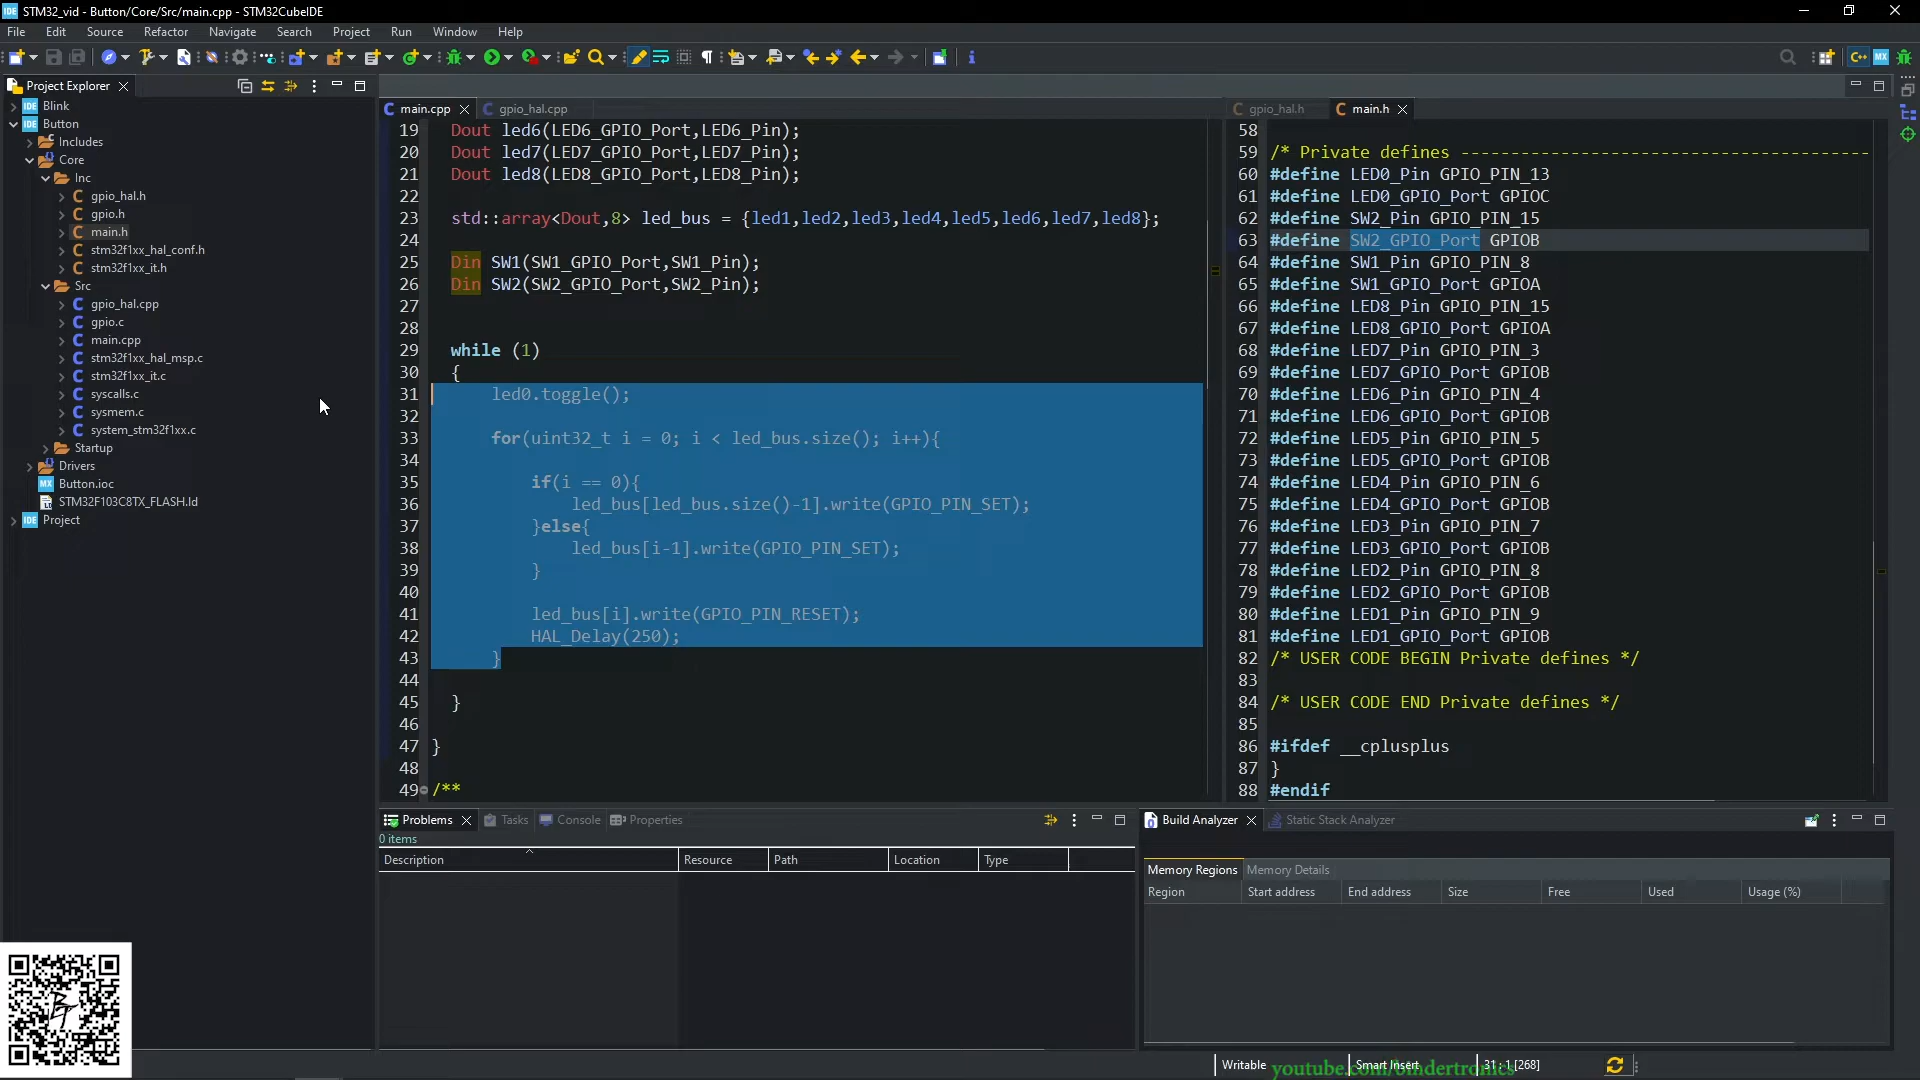 STM32_vid - Button/Core/Src/main.cpp - STM32CubeIDE
File Edit Source Refactor Navigate Search Project Run Window Help
Project Explorer
Blink
Button
Includes
Core
Inc
gpio_hal.h
gpio.h
main.h
stm32f1xx_hal_conf.h
stm32f1xx_it.h
Src
gpio_hal.cpp
gpio.c
main.cpp
stm32f1xx_hal_msp.c
stm32f1xx_it.c
syscalls.c
sysmem.c
system_stm32f1xx.c
Startup
Drivers
Button.ioc
STM32F103C8TX_FLASH.ld
Project
main.cpp gpio_hal.cpp
19 Dout led6(LED6_GPIO_Port,LED6_Pin);
20 Dout led7(LED7_GPIO_Port,LED7_Pin);
21 Dout led8(LED8_GPIO_Port,LED8_Pin);
22
23 std::array<Dout,8> led_bus = {led1,led2,led3,led4,led5,led6,led7,led8};
24
25 Din SW1(SW1_GPIO_Port,SW1_Pin);
26 Din SW2(SW2_GPIO_Port,SW2_Pin);
27
28
29 while (1)
30 {
31 led0.toggle();
32
33 for(uint32_t i = 0; i < led_bus.size(); i++){
34
35 if(i == 0){
36 led_bus[led_bus.size()-1].write(GPIO_PIN_SET);
37 }else{
38 led_bus[i-1].write(GPIO_PIN_SET);
39 }
40
41 led_bus[i].write(GPIO_PIN_RESET);
42 HAL_Delay(250);
43 }
44
45 }
46
47 }
48
49 /**
gpio_hal.h main.h
58
59 /* Private defines -----------------------------------------
60 #define LED0_Pin GPIO_PIN_13
61 #define LED0_GPIO_Port GPIOC
62 #define SW2_Pin GPIO_PIN_15
63 #define SW2_GPIO_Port GPIOB
64 #define SW1_Pin GPIO_PIN_8
65 #define SW1_GPIO_Port GPIOA
66 #define LED8_Pin GPIO_PIN_15
67 #define LED8_GPIO_Port GPIOA
68 #define LED7_Pin GPIO_PIN_3
69 #define LED7_GPIO_Port GPIOB
70 #define LED6_Pin GPIO_PIN_4
71 #define LED6_GPIO_Port GPIOB
72 #define LED5_Pin GPIO_PIN_5
73 #define LED5_GPIO_Port GPIOB
74 #define LED4_Pin GPIO_PIN_6
75 #define LED4_GPIO_Port GPIOB
76 #define LED3_Pin GPIO_PIN_7
77 #define LED3_GPIO_Port GPIOB
78 #define LED2_Pin GPIO_PIN_8
79 #define LED2_GPIO_Port GPIOB
80 #define LED1_Pin GPIO_PIN_9
81 #define LED1_GPIO_Port GPIOB
82 /* USER CODE BEGIN Private defines */
83
84 /* USER CODE END Private defines */
85
86 #ifdef __cplusplus
87 }
88 #endif
Problems Tasks Console Properties
0 items
Description Resource Path Location Type
Build Analyzer Static Stack Analyzer
Memory Regions Memory Details
Region Start address End address Size Free Used Usage (%)
Writable Smart Insert 31 : 1 [268]
youtube.com/bindertronics